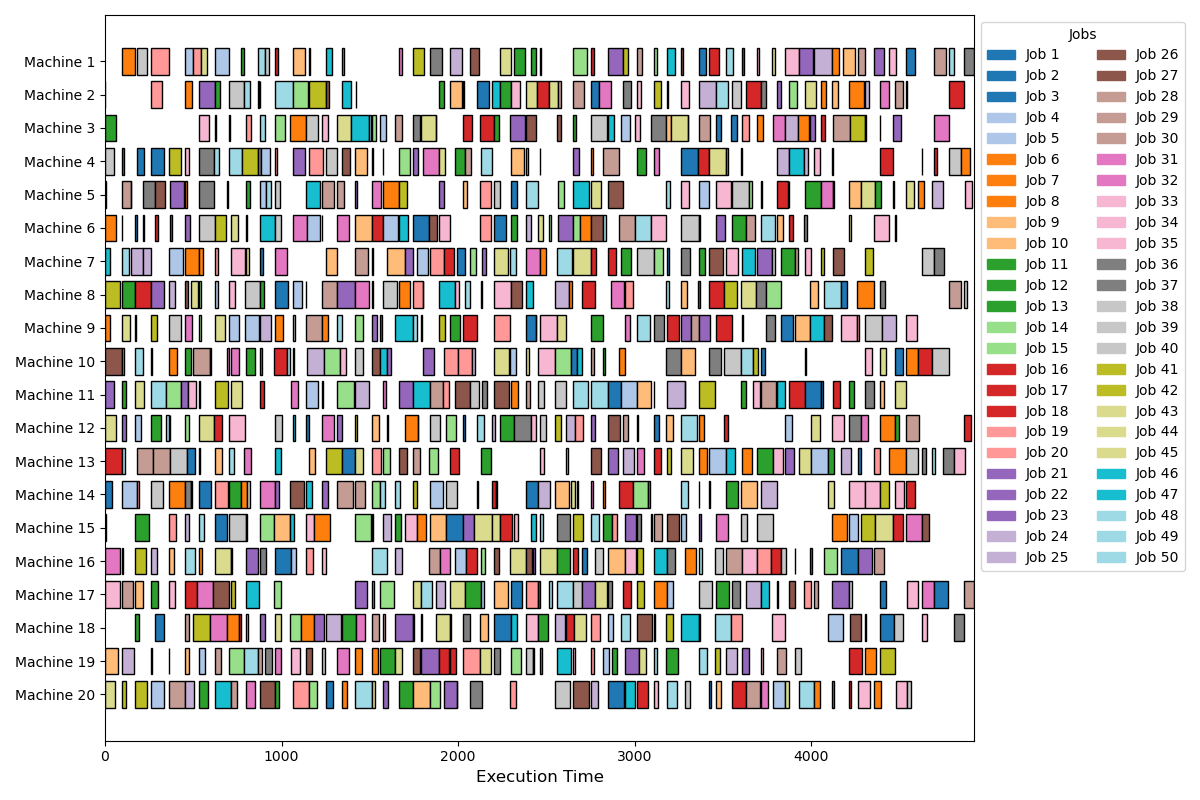 Jobs
Machine 1
Machine 2
Machine 3
Machine 4
Machine 5
Machine 6
Machine 7
Machine 8
Machine 9
Machine 10
Machine 11
Machine 12
Machine 13
Machine 14
Machine 15
Machine 16
Machine 17
Machine 18
Machine 19
Machine 20
0 1000 2000 3000 4000
Execution Time
Job 1
Job 2
Job 3
Job 4
Job 5
Job 6
Job 7
Job 8
Job 9
Job 10
Job 11
Job 12
Job 13
Job 14
Job 15
Job 16
Job 17
Job 18
Job 19
Job 20
Job 21
Job 22
Job 23
Job 24
Job 25
Job 26
Job 27
Job 28
Job 29
Job 30
Job 31
Job 32
Job 33
Job 34
Job 35
Job 36
Job 37
Job 38
Job 39
Job 40
Job 41
Job 42
Job 43
Job 44
Job 45
Job 46
Job 47
Job 48
Job 49
Job 50